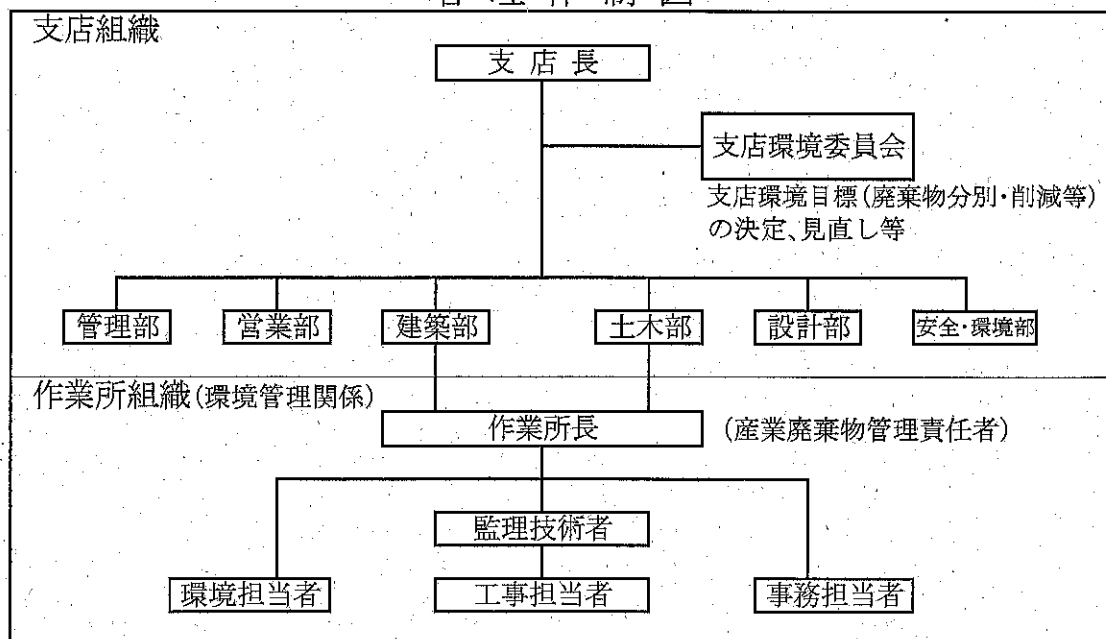 支店組織
支店長
支店環境委員会
支店環境目標(廃棄物分別・削減等)
の決定、見直し等
管理部 営業部 建築部 土木部 設計部 安全・環境部
作業所組織(環境管理関係)
作業所長 (産業廃棄物管理責任者)
監理技術者
環境担当者 工事担当者 事務担当者